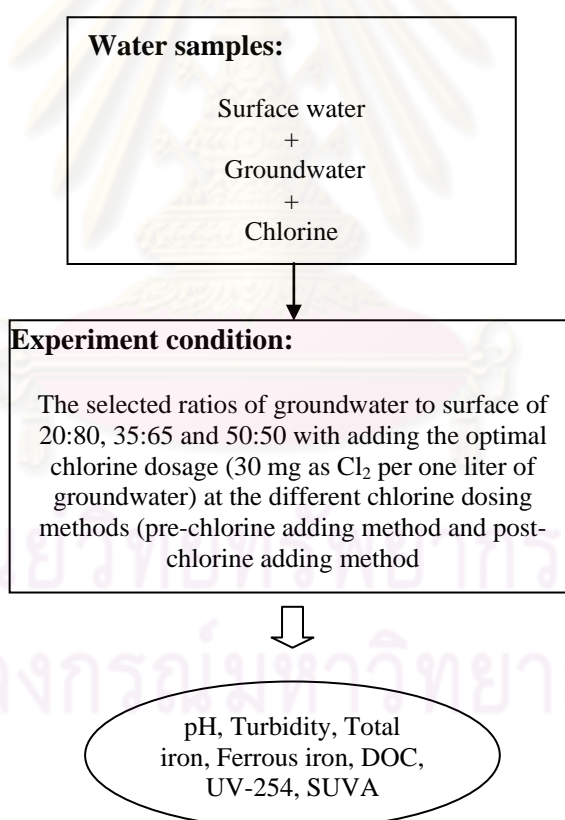 Water samples:
Surface water
+
Groundwater
+
Chlorine
Experiment condition:
The selected ratios of groundwater to surface of
20:80, 35:65 and 50:50 with adding the optimal
chlorine dosage (30 mg as Cl₂ per one liter of
groundwater) at the different chlorine dosing
methods (pre-chlorine adding method and post-
chlorine adding method
pH, Turbidity, Total
iron, Ferrous iron, DOC,
UV-254, SUVA